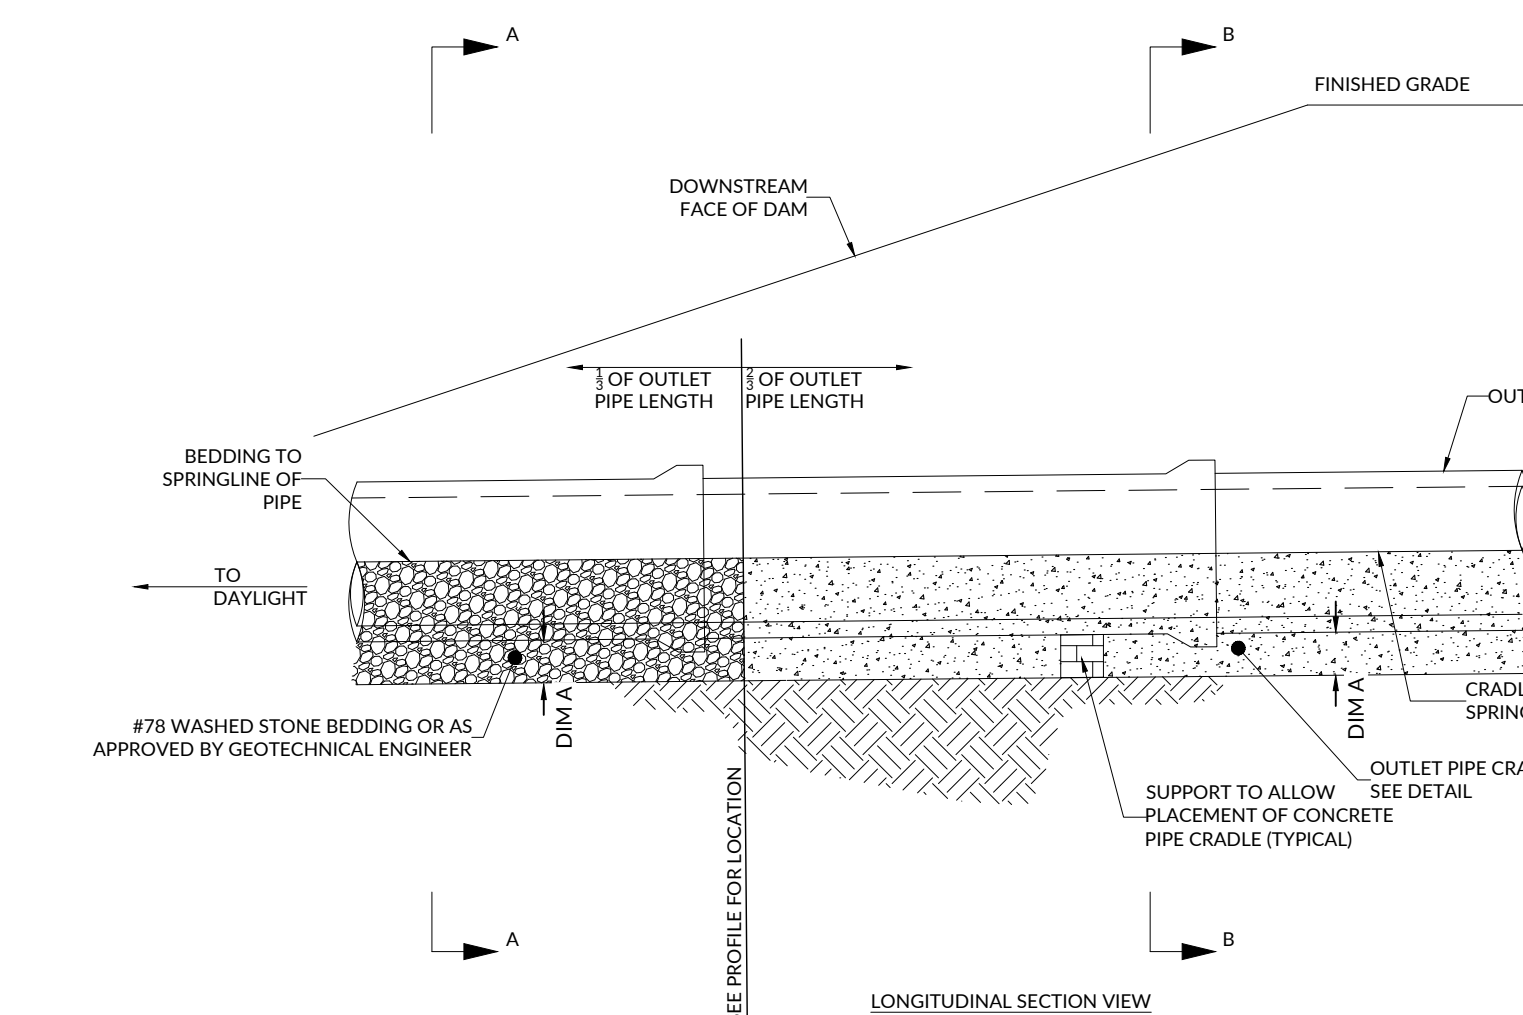 A
B
FINISHED GRADE
DOWNSTREAM
FACE OF DAM
1/3 OF OUTLET
PIPE LENGTH
2/3 OF OUTLET
PIPE LENGTH
BEDDING TO
SPRINGLINE OF
PIPE
TO
DAYLIGHT
#78 WASHED STONE BEDDING OR AS
APPROVED BY GEOTECHNICAL ENGINEER
DIM A
DIM A
OUTLET PIPE
SEE DETAIL
SUPPORT TO ALLOW
PLACEMENT OF CONCRETE
PIPE CRADLE (TYPICAL)
PROFILE FOR LOCATION
A
B
LONGITUDINAL SECTION VIEW